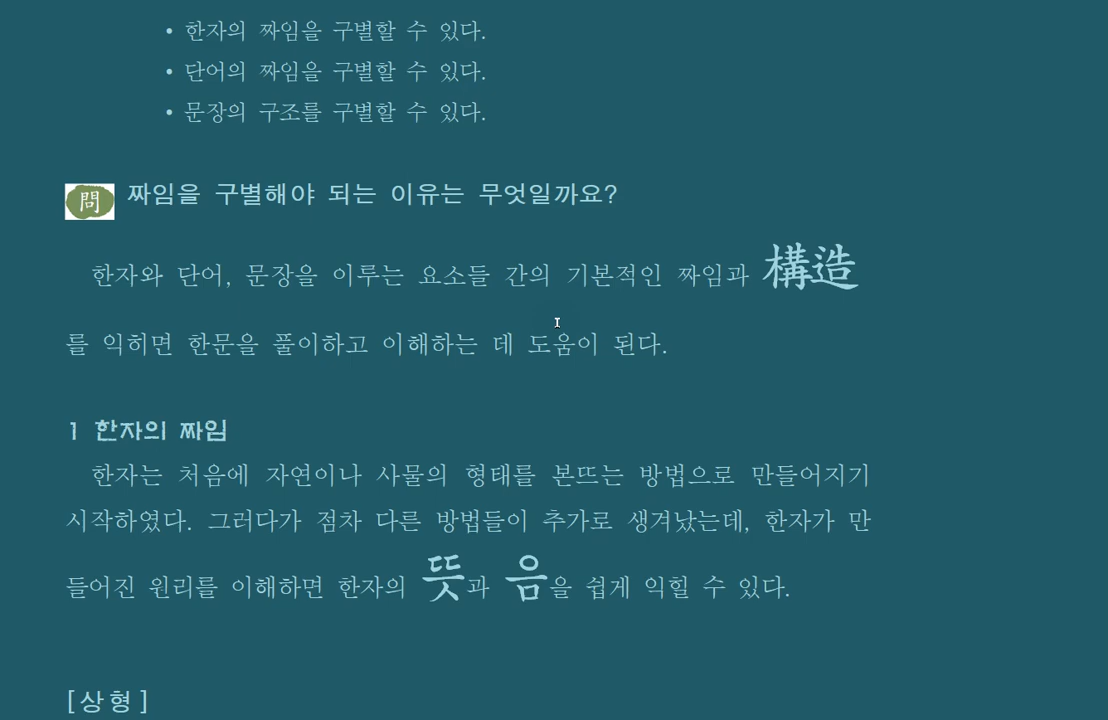 • 한자의 짜임을 구별할 수 있다.
• 단어의 짜임을 구별할 수 있다.
• 문장의 구조를 구별할 수 있다.
問 짜임을 구별해야 되는 이유는 무엇일까요?
한자와 단어, 문장을 이루는 요소들 간의 기본적인 짜임과 構造
를 익히면 한문을 풀이하고 이해하는 데 도움이 된다.
1 한자의 짜임
한자는 처음에 자연이나 사물의 형태를 본뜨는 방법으로 만들어지기
시작하였다. 그러다가 점차 다른 방법들이 추가로 생겨났는데, 한자가 만
들어진 원리를 이해하면 한자의 뜻과 음을 쉽게 익힐 수 있다.
[상형]